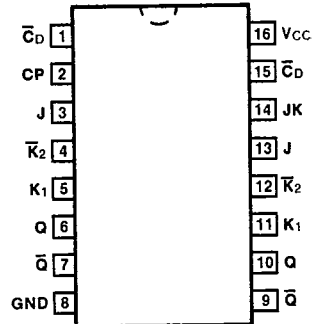 C̅D 1 16 VCC
CP 2 15 C̅D
J 3 14 JK
K̅2 4 13 J
K1 5 12 K̅2
Q 6 11 K1
Q̅ 7 10 Q
GND 8 9 Q̅